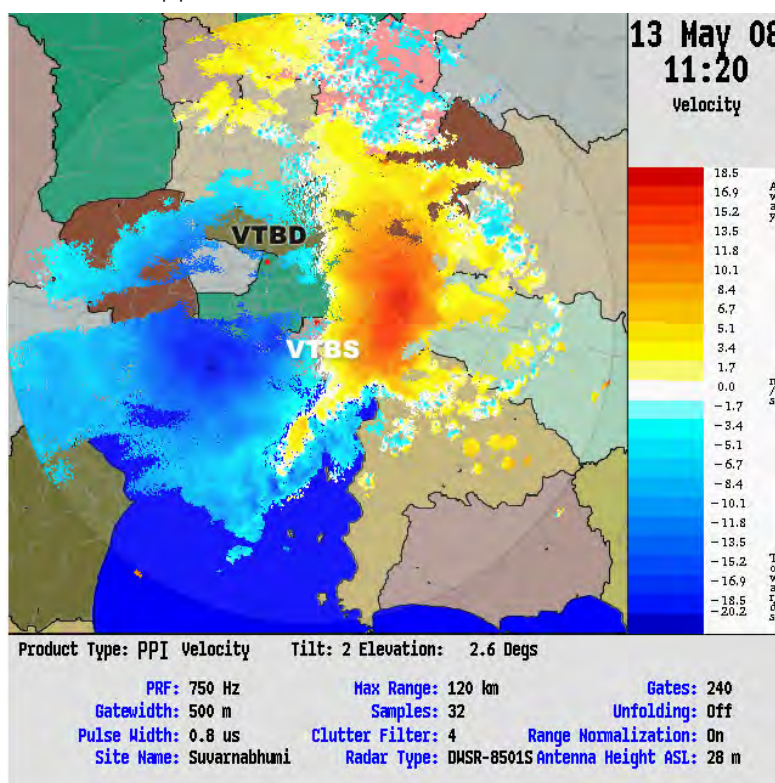 13 May 08
11:20
Velocity
VTBD
VTBS
18.5
16.9
15.2
13.5
11.8
10.1
8.4
6.7
5.1
3.4
1.7
0.0
-1.7
-3.4
-5.1
-6.7
-8.4
-10.1
-11.8
-13.5
-15.2
-16.9
-18.5
-20.2
Away
m/s
Towards
Product Type: PPI Velocity Tilt: 2 Elevation: 2.6 Degs
PRF: 750 Hz Max Range: 120 km Gates: 240
Gatewidth: 500 m Samples: 32 Unfolding: Off
Pulse Width: 0.8 us Clutter Filter: 4 Range Normalization: On
Site Name: Suvarnabhumi Radar Type: DWSR-8501S Antenna Height ASL: 28 m